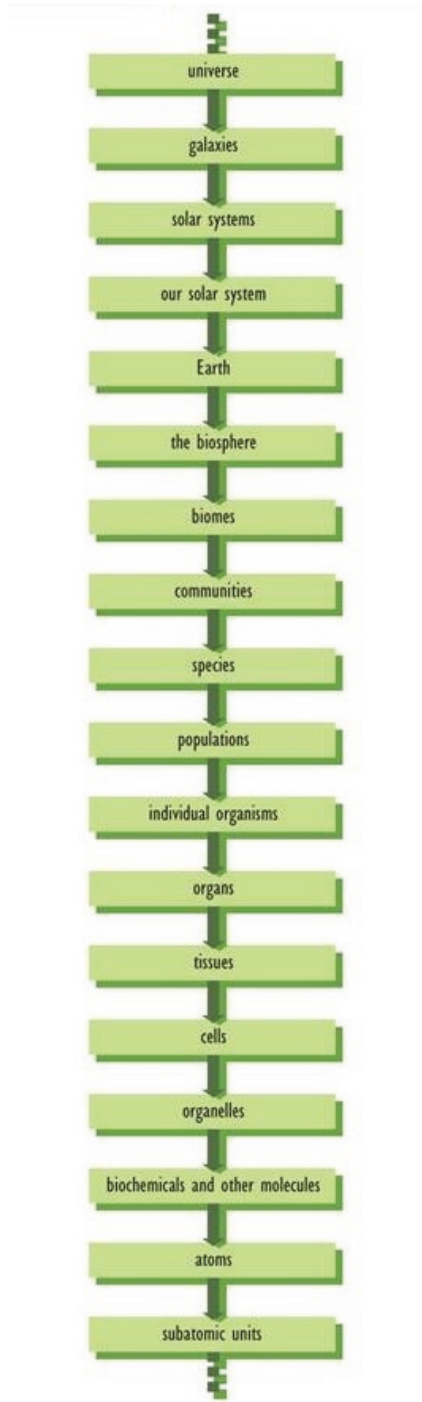 universe
galaxies
solar systems
our solar system
Earth
the biosphere
biomes
communities
species
populations
individual organisms
organs
tissues
cells
organelles
biochemicals and other molecules
atoms
subatomic units